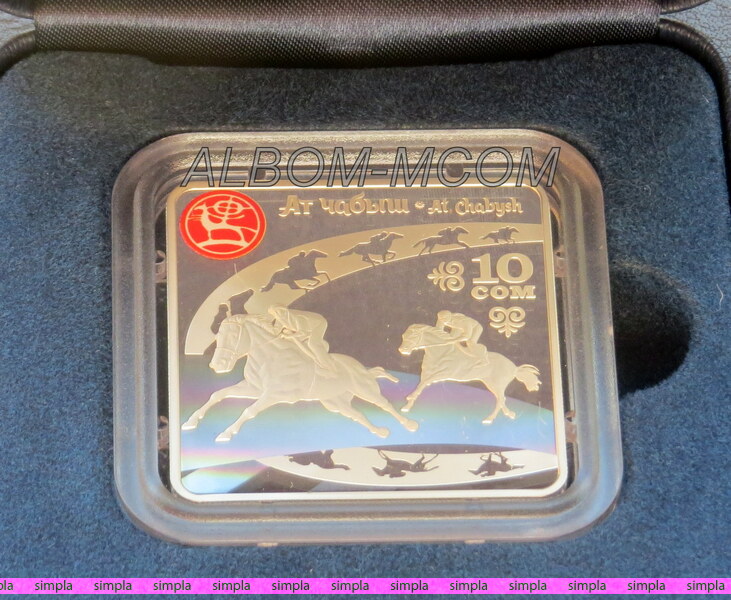 ALBOM-MCOM
Ат чабыш - At Chabysh
10
СОМ
simpla simpla simpla simpla simpla simpla simpla simpla simpla simpla simpla